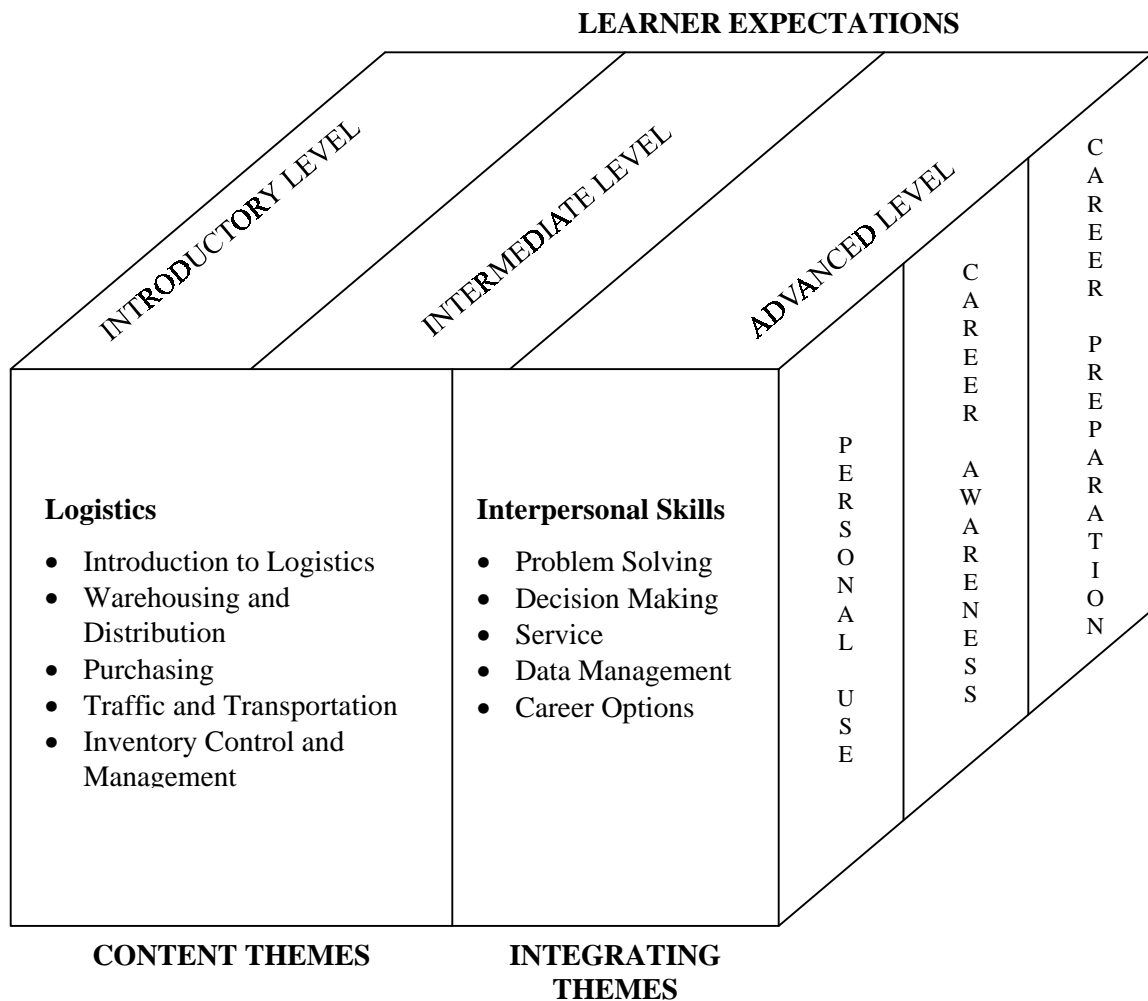 LEARNER EXPECTATIONS
INTRODUCTORY LEVEL
INTERMEDIATE LEVEL
ADVANCED LEVEL
Logistics
• Introduction to Logistics
• Warehousing and
Distribution
• Purchasing
• Traffic and Transportation
• Inventory Control and
Management
Interpersonal Skills
• Problem Solving
• Decision Making
• Service
• Data Management
• Career Options
PERSONAL USE
CAREER AWARENESS
CAREER PREPARATION
CONTENT THEMES
INTEGRATING
THEMES